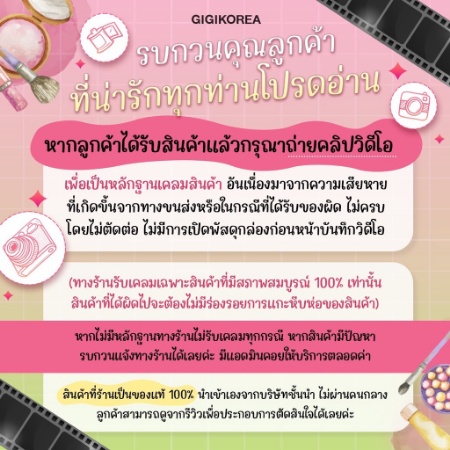 GIGIKOREA
รบกวนคุณลูกค้า
ที่น่ารักทุกท่านโปรดอ่าน
หากลูกค้าได้รับสินค้าแล้วกรุณาถ่ายคลิปวิดีโอ
เพื่อเป็นหลักฐานเคลมสินค้า อันเนื่องมาจากความเสียหาย
ที่เกิดขึ้นจากทางขนส่งหรือในกรณีที่ได้รับของผิด ไม่ครบ
โดยไม่ตัดต่อ ไม่มีการเปิดพัสดุกล่องก่อนหน้าบันทึกวิดีโอ
(ทางร้านรับเคลมเฉพาะสินค้าที่มีสภาพสมบูรณ์ 100% เท่านั้น
สินค้าที่ได้ผิดไปจะต้องไม่มีร่องรอยการแกะหีบห่อของสินค้า)
หากไม่มีหลักฐานทางร้านไม่รับเคลมทุกกรณี หากสินค้ามีปัญหา
รบกวนแจ้งทางร้านได้เลยค่ะ มีแอดมินคอยให้บริการตลอดค่า
สินค้าที่ร้านเป็นของแท้ 100% นำเข้าเองจากบริษัทชั้นนำ ไม่ผ่านคนกลาง
ลูกค้าสามารถดูจากรีวิวเพื่อประกอบการตัดสินใจได้เลยค่ะ